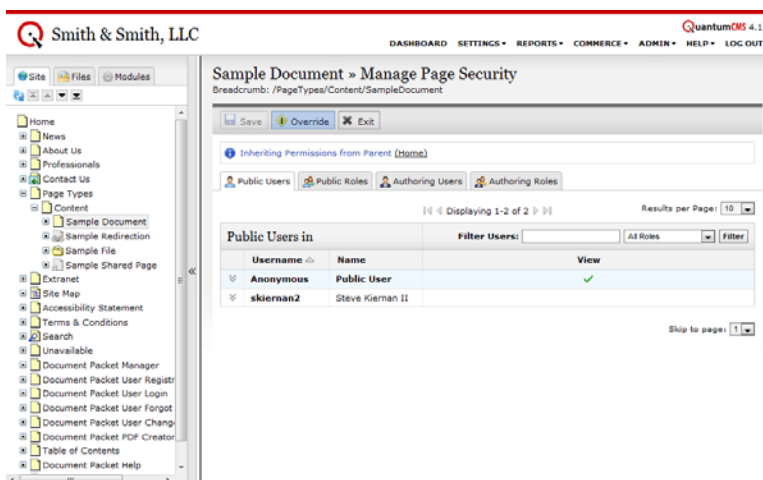 Smith & Smith, LLC
QuantumCMS 4.1
DASHBOARD SETTINGS REPORTS COMMERCE ADMIN HELP LOG OUT
Site Files Modules
Home
News
About Us
Professionals
Contact Us
Page Types
Content
Sample Document
Sample Redirection
Sample File
Sample Shared Page
Extranet
Site Map
Accessibility Statement
Terms & Conditions
Search
Unavailable
Document Packet Manager
Document Packet User Registr
Document Packet User Login
Document Packet User Forgot
Document Packet User Chang
Document Packet PDF Creator
Table of Contents
Document Packet Help
Sample Document » Manage Page Security
Breadcrumb: /PageTypes/Content/SampleDocument
Save Override Exit
Inheriting Permissions from Parent (Home)
Public Users Public Roles Authoring Users Authoring Roles
Displaying 1-2 of 2 Results per Page: 10
Public Users in Filter Users: All Roles Filter
Username Name View
Anonymous Public User
skiernan2 Steve Kiernan II
Skip to page: 1